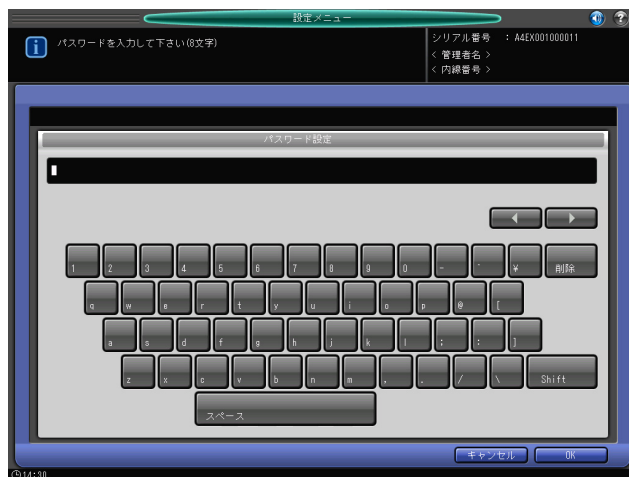 設定メニュー
パスワードを入力して下さい(8文字)
シリアル番号 : A4EX001000011
< 管理者名 >
< 内線番号 >
パスワード設定
1 2 3 4 5 6 7 8 9 0 - ^ ¥ 削除
q w e r t y u i o p @ [
a s d f g h j k l ; : ]
z x c v b n m , . / \ Shift
スペース
キャンセル OK
14:30